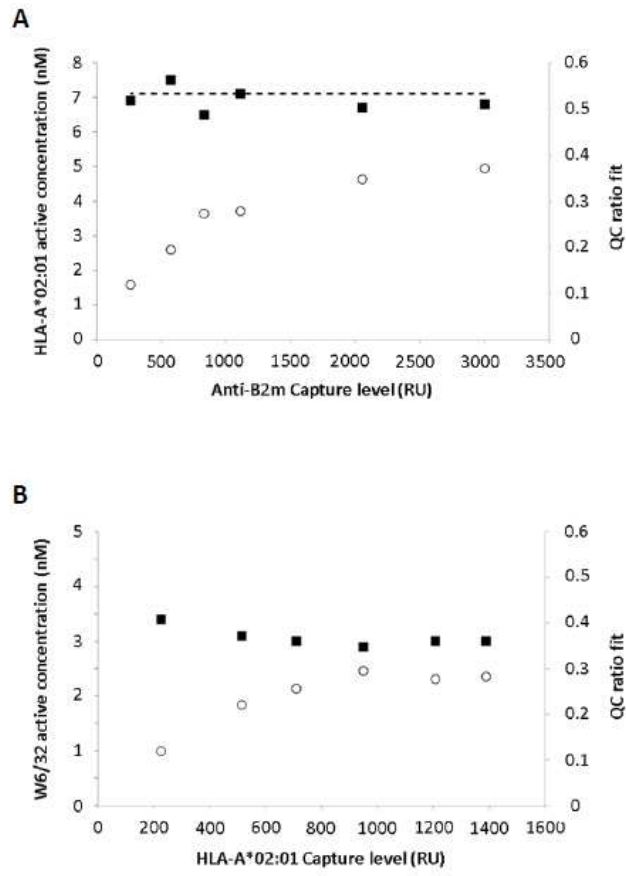 A
HLA-A*02:01 active concentration (nM)
8
7
6
5
4
3
2
1
0
0.6
0.5
0.4
0.3
0.2
0.1
0
QC ratio fit
0 500 1000 1500 2000 2500 3000 3500
Anti-B2m Capture level (RU)
B
W6/32 active concentration (nM)
5
4
3
2
1
0
0.6
0.5
0.4
0.3
0.2
0.1
0
QC ratio fit
0 200 400 600 800 1000 1200 1400 1600
HLA-A*02:01 Capture level (RU)